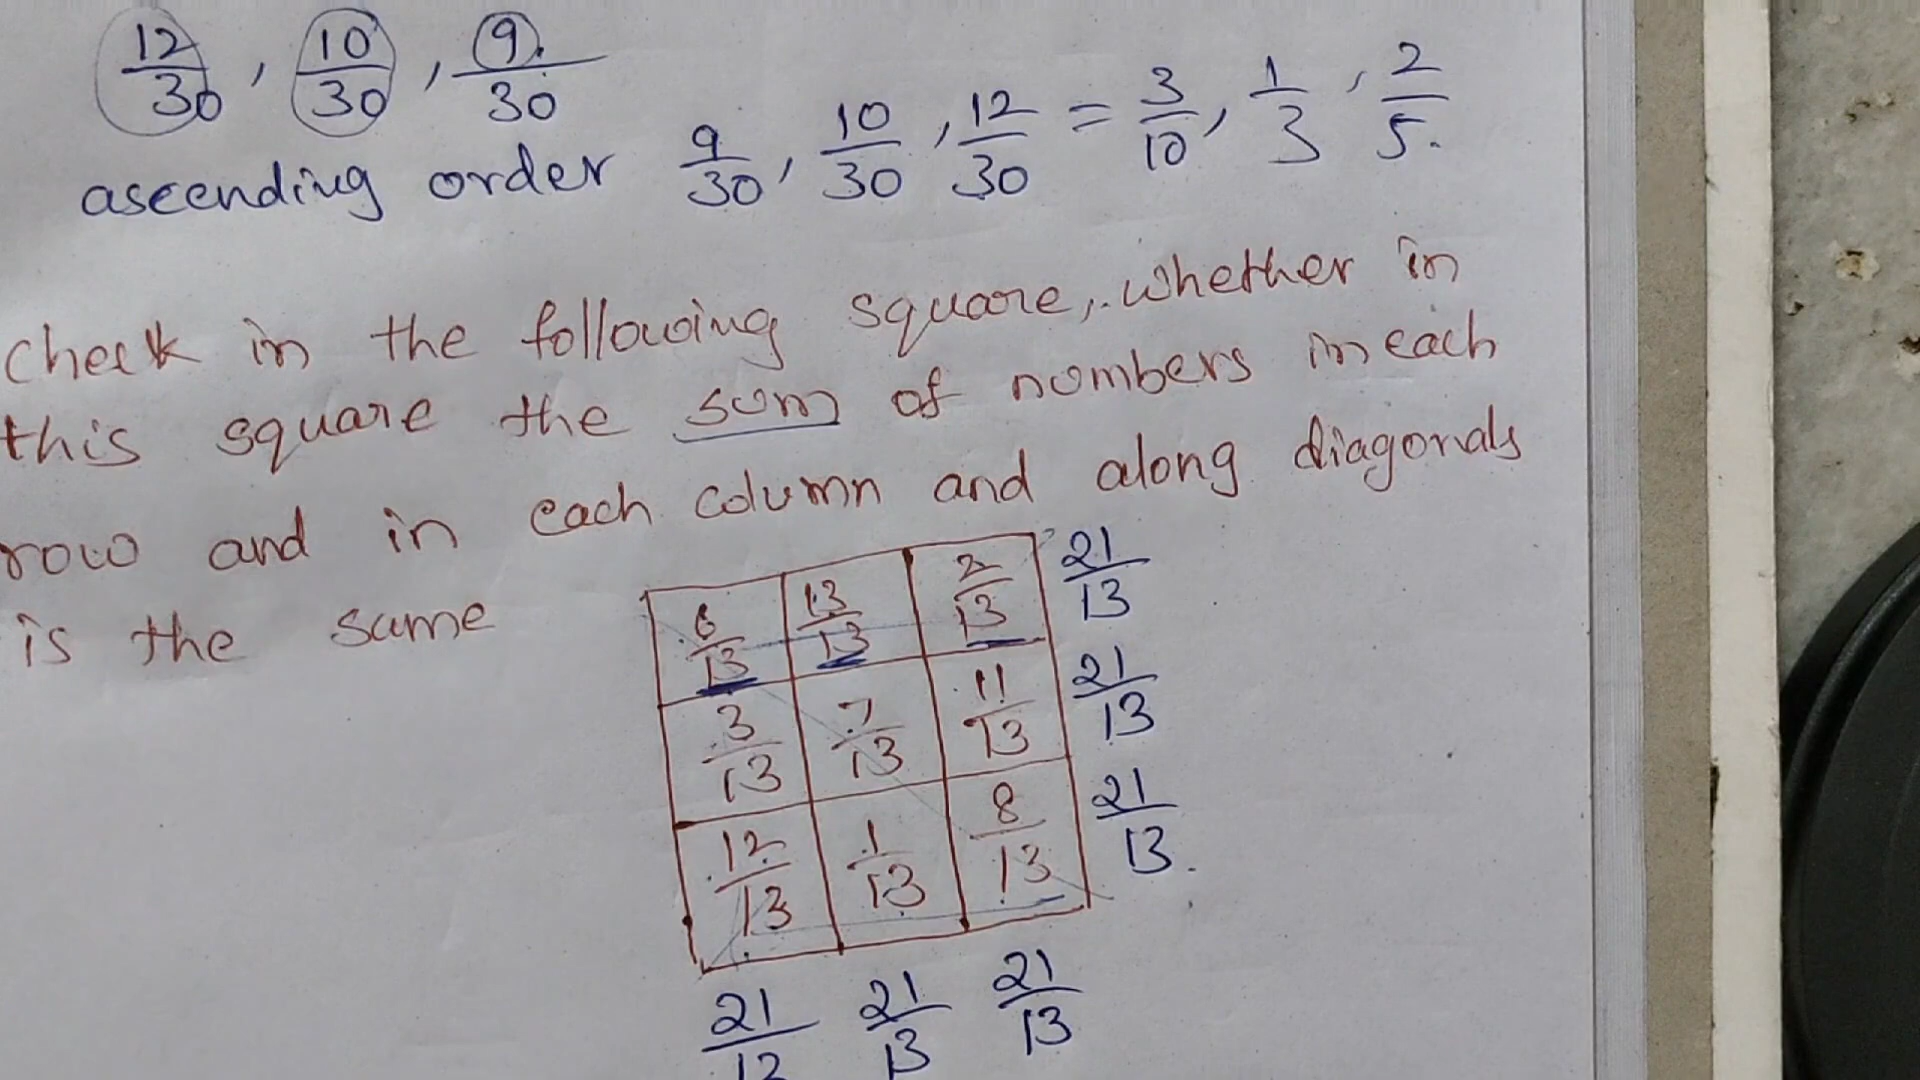 12/30, 10/30, 9/30
ascending order 9/30, 10/30, 12/30 = 3/10, 1/3, 2/5.
Check in the following square, whether in
this square the sum of numbers in each
row and in each column and along diagonals
is the same
6/13 13/13 2/13 21/13
3/13 7/13 11/13 21/13
12/13 1/13 8/13 21/13.
21/13 21/13 21/13